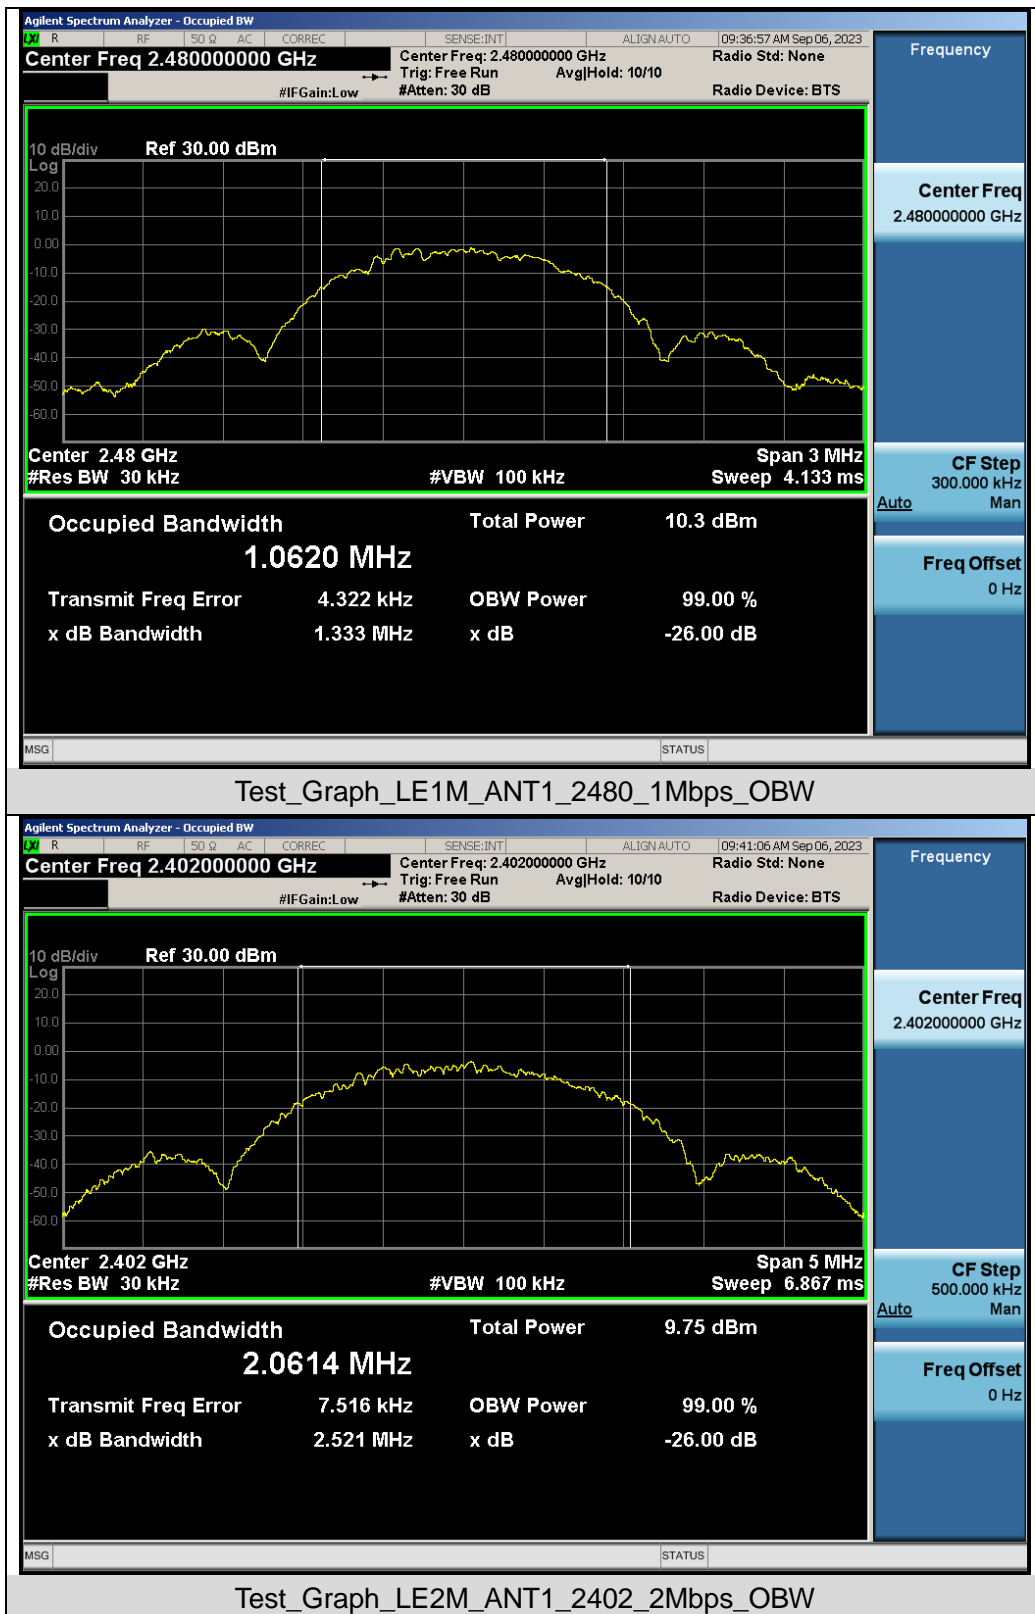 Agilent Spectrum Analyzer - Occupied BW
LXI R RF 50 Ω AC CORREC SENSE:INT ALIGN AUTO 09:36:57 AM Sep 06, 2023
Center Freq 2.480000000 GHz Center Freq: 2.480000000 GHz Radio Std: None
Trig: Free Run Avg|Hold: 10/10
#IFGain:Low #Atten: 30 dB Radio Device: BTS
Frequency
10 dB/div Ref 30.00 dBm
Log
20.0
10.0
0.00
-10.0
-20.0
-30.0
-40.0
-50.0
-60.0
Center 2.48 GHz Span 3 MHz
#Res BW 30 kHz #VBW 100 kHz Sweep 4.133 ms
Center Freq
2.480000000 GHz
CF Step
300.000 kHz
Auto Man
Freq Offset
0 Hz
Occupied Bandwidth Total Power 10.3 dBm
1.0620 MHz
Transmit Freq Error 4.322 kHz OBW Power 99.00 %
x dB Bandwidth 1.333 MHz x dB -26.00 dB
MSG STATUS
Test_Graph_LE1M_ANT1_2480_1Mbps_OBW
Agilent Spectrum Analyzer - Occupied BW
LXI R RF 50 Ω AC CORREC SENSE:INT ALIGN AUTO 09:41:06 AM Sep 06, 2023
Center Freq 2.402000000 GHz Center Freq: 2.402000000 GHz Radio Std: None
Trig: Free Run Avg|Hold: 10/10
#IFGain:Low #Atten: 30 dB Radio Device: BTS
Frequency
10 dB/div Ref 30.00 dBm
Log
20.0
10.0
0.00
-10.0
-20.0
-30.0
-40.0
-50.0
-60.0
Center 2.402 GHz Span 5 MHz
#Res BW 30 kHz #VBW 100 kHz Sweep 6.867 ms
Center Freq
2.402000000 GHz
CF Step
500.000 kHz
Auto Man
Freq Offset
0 Hz
Occupied Bandwidth Total Power 9.75 dBm
2.0614 MHz
Transmit Freq Error 7.516 kHz OBW Power 99.00 %
x dB Bandwidth 2.521 MHz x dB -26.00 dB
MSG STATUS
Test_Graph_LE2M_ANT1_2402_2Mbps_OBW